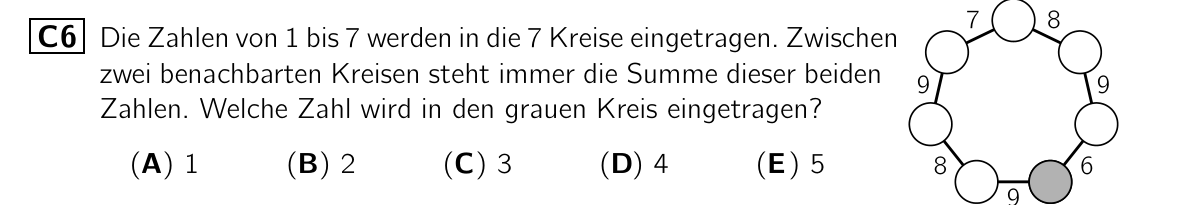 C6 Die Zahlen von 1 bis 7 werden in die 7 Kreise eingetragen. Zwischen
zwei benachbarten Kreisen steht immer die Summe dieser beiden
Zahlen. Welche Zahl wird in den grauen Kreis eingetragen?
(A) 1 (B) 2 (C) 3 (D) 4 (E) 5
7 8
9 9
8 6
9